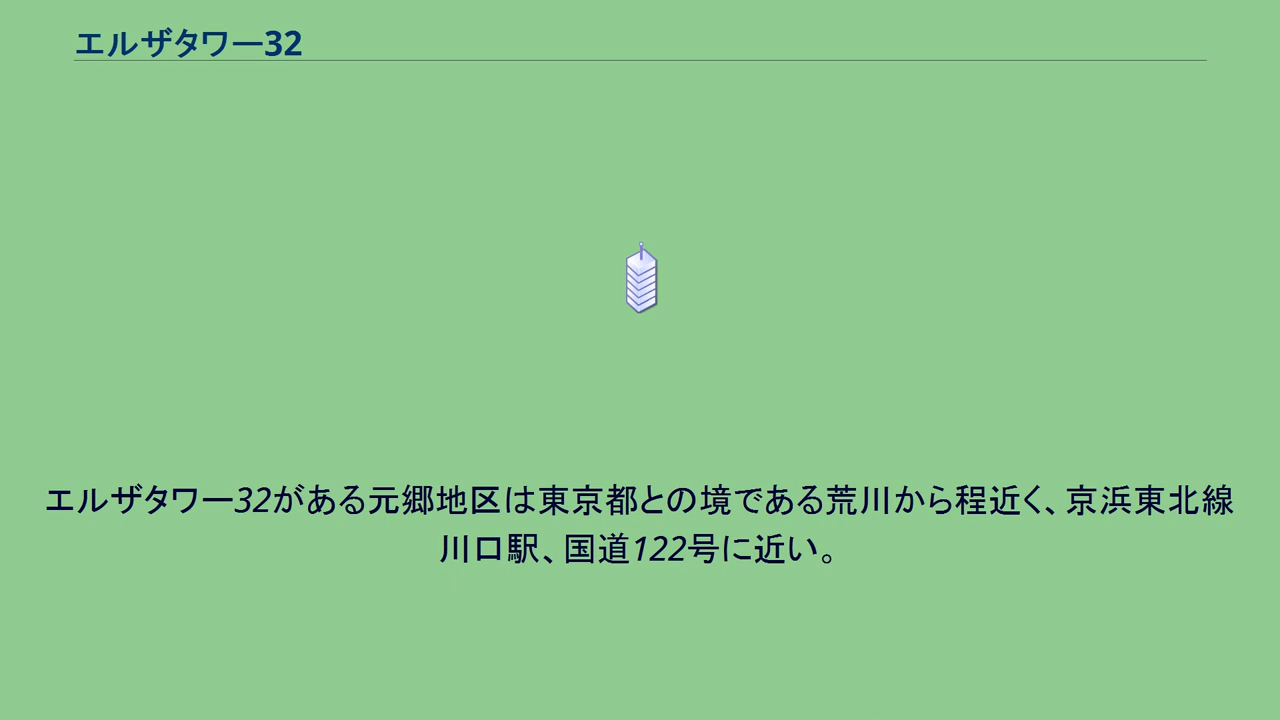 エルザタワー32
エルザタワー32がある元郷地区は東京都との境である荒川から程近く、京浜東北線
川口駅、国道122号に近い。